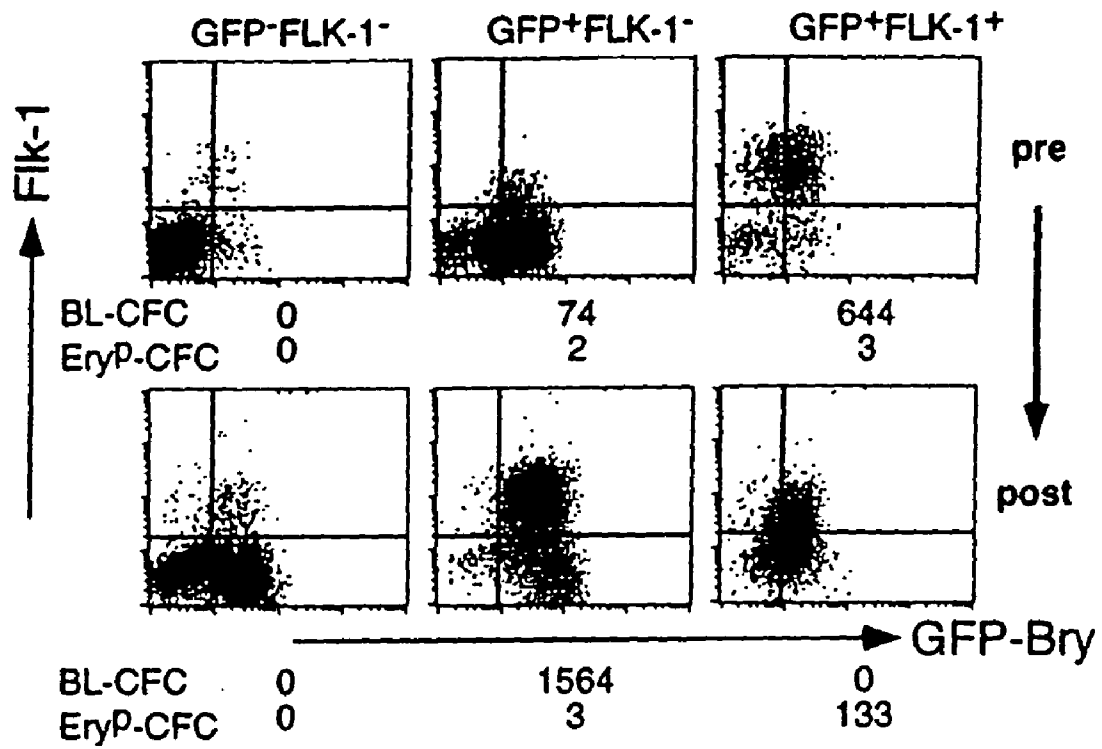 GFP-FLK-1- GFP+FLK-1- GFP+FLK-1+
Flk-1
pre
BL-CFC 0 74 644
EryP-CFC 0 2 3
post
GFP-Bry
BL-CFC 0 1564 0
EryP-CFC 0 3 133